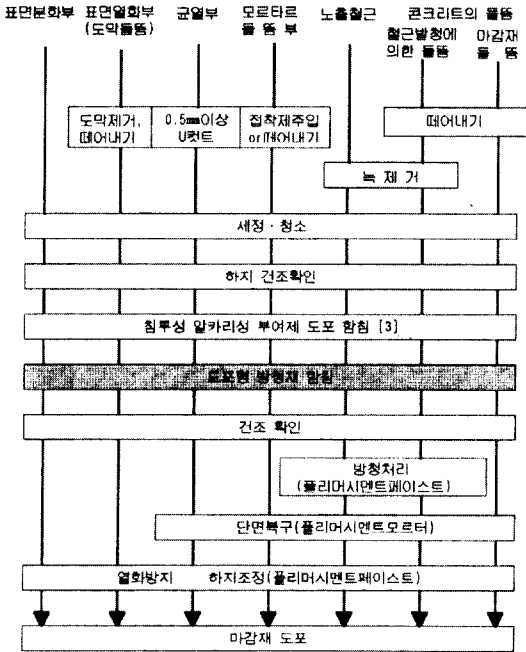 표면분화부 표면열화부 균열부 모르타르 노출철근 콘크리트의 들뜸
(도막들뜸) 들뜸 부 철근발청에 마감재
의한 들뜸 들 뜸
도막제거, 0.5mm이상 접착제주입 떼어내기
떼어내기 U컷트 or떼어내기
녹 제 거
세정·청소
하지 건조확인
침투성 알카리성 부여제 도포 함침 [3]
도포형 방청재 함침
건조 확인
방청처리
(폴리머시멘트페이스트)
단면복구(폴리머시멘트모르터)
열화방지 하지조정(폴리머시멘트페이스트)
마감재 도포